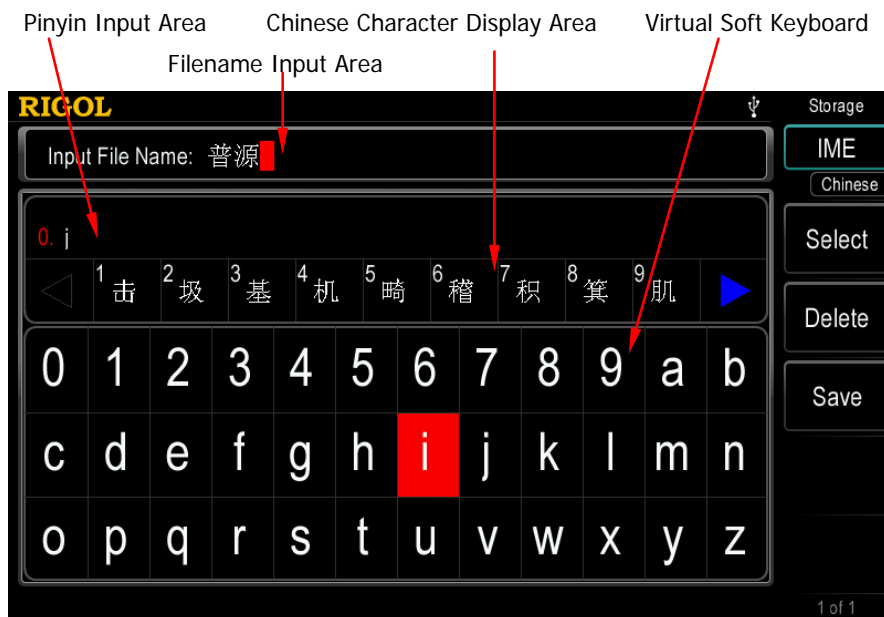 Pinyin Input Area Chinese Character Display Area Virtual Soft Keyboard
Filename Input Area
RIGOL Storage
Input File Name: 普源 IME
Chinese
0. j Select
1 击 2 圾 3 基 4 机 5 畸 6 稽 7 积 8 箕 9 肌
Delete
0 1 2 3 4 5 6 7 8 9 a b
Save
c d e f g h i j k l m n
o p q r s t u v w x y z
1 of 1